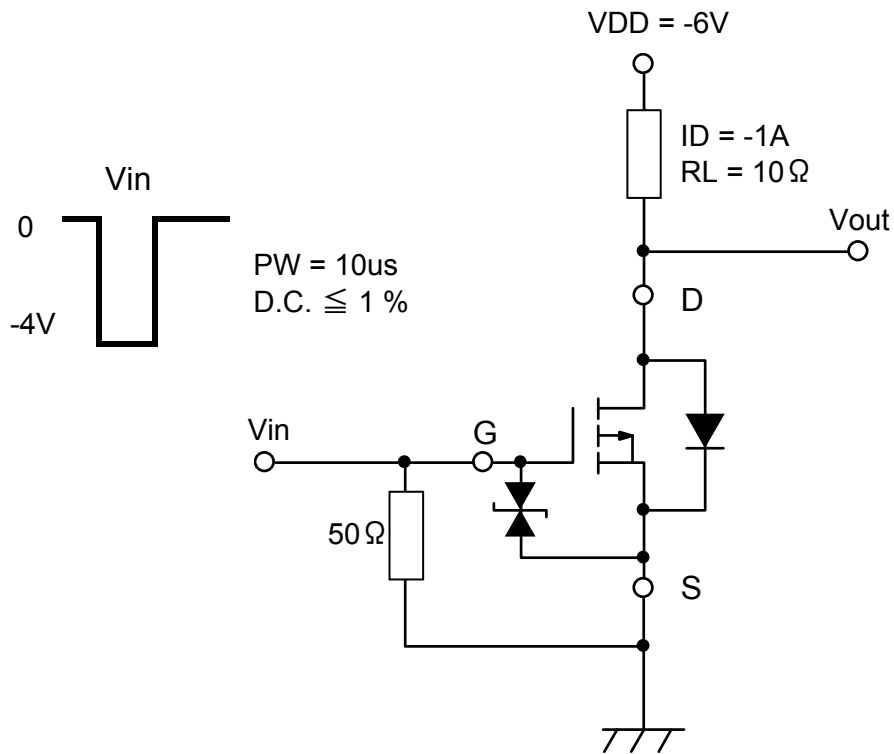 VDD = -6V
ID = -1A
RL = 10Ω
Vin
0
Vout
PW = 10us
D.C. ≦ 1 %
-4V
D
Vin
G
50Ω
S